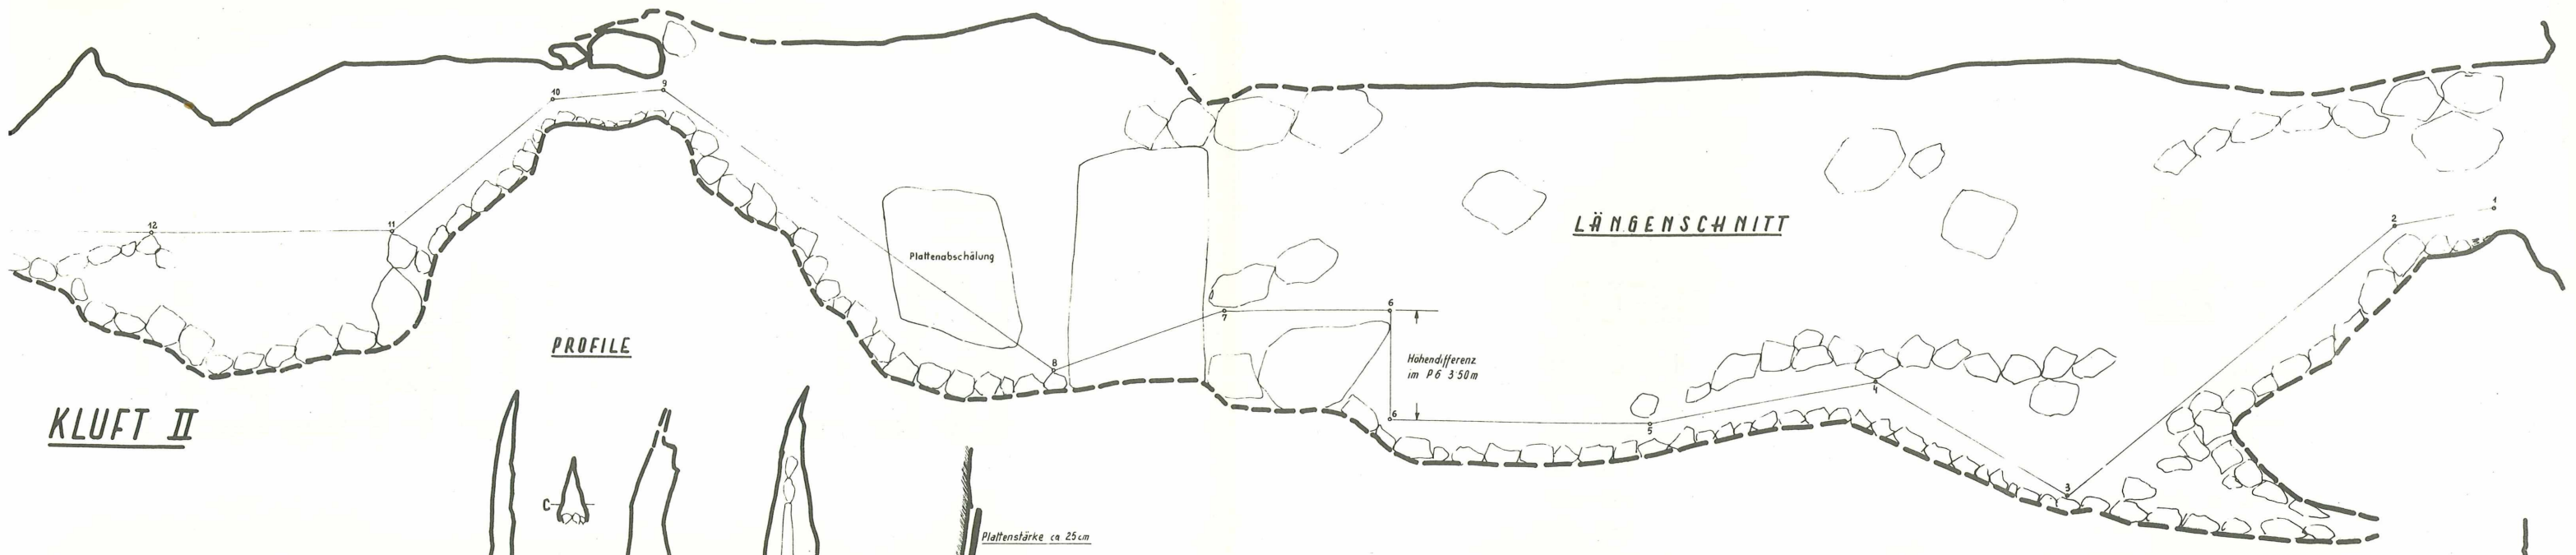 10
9
12
11
8
7
6
6
5
4
3
2
1
Plattenabschälung
LÄNGENSCHNITT
Höhendifferenz
im P6 3'50m
PROFILE
KLUFT II
C
Plattenstärke ca 25cm